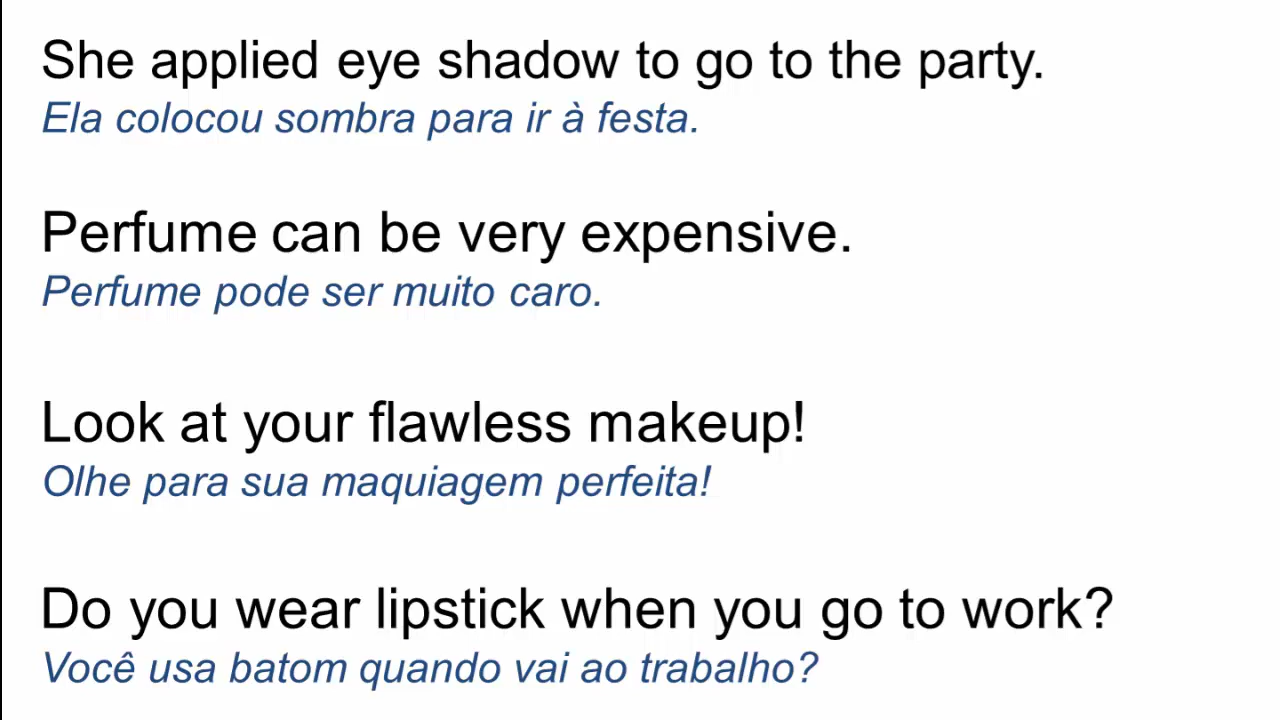 She applied eye shadow to go to the party.
Ela colocou sombra para ir à festa.
Perfume can be very expensive.
Perfume pode ser muito caro.
Look at your flawless makeup!
Olhe para sua maquiagem perfeita!
Do you wear lipstick when you go to work?
Você usa batom quando vai ao trabalho?